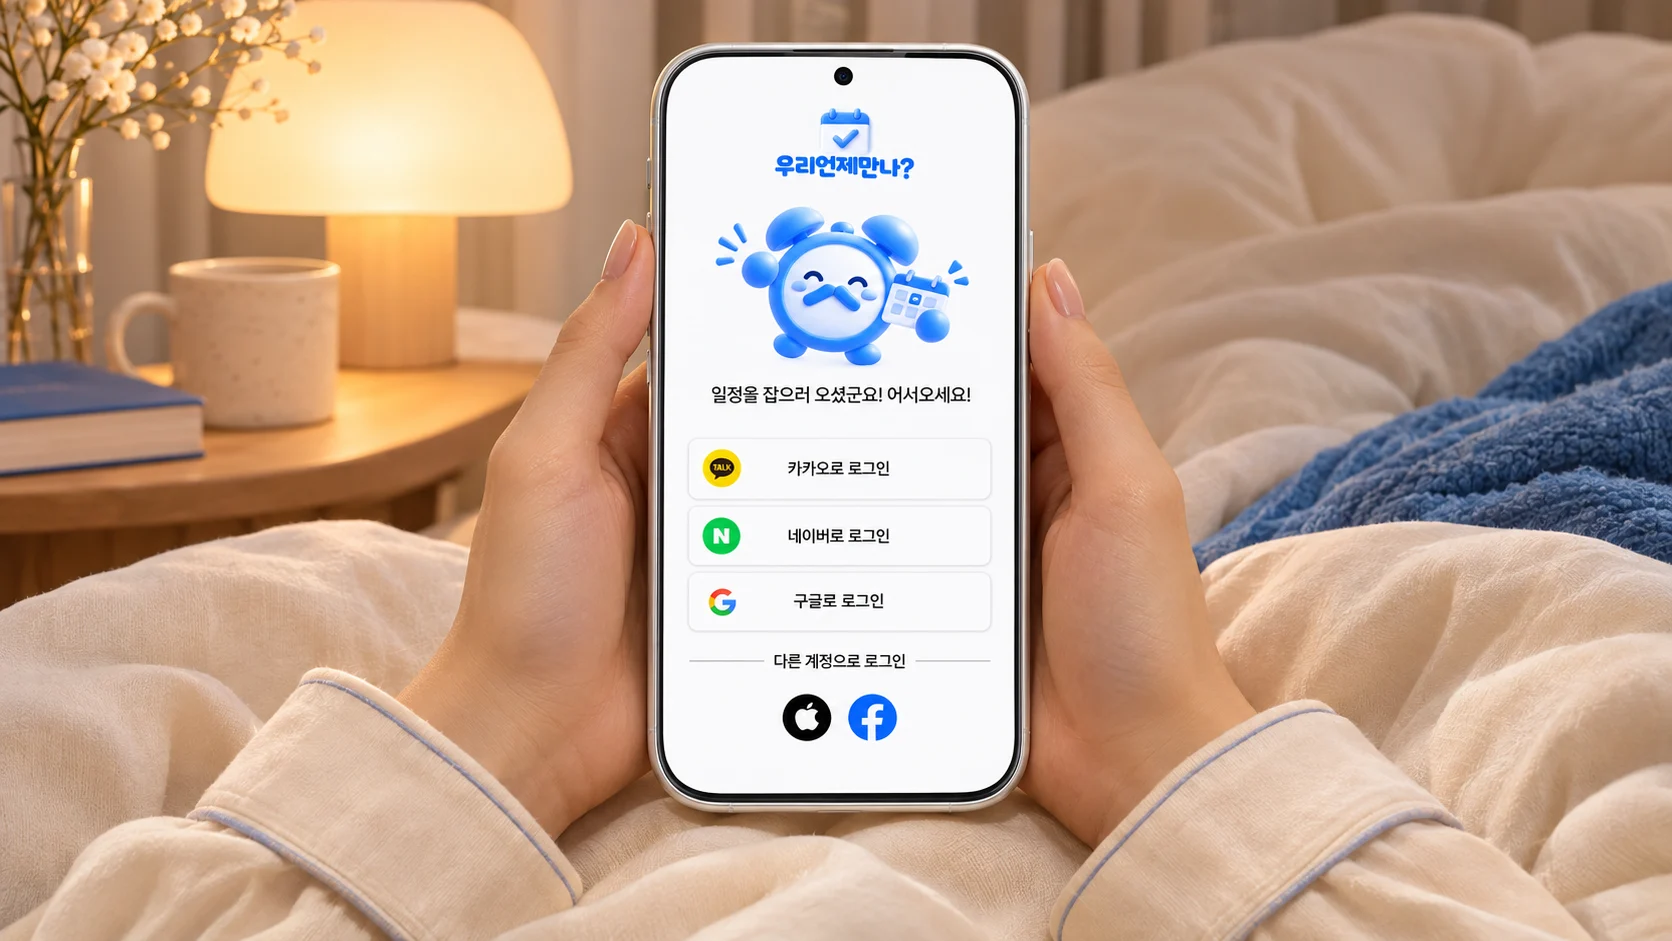 우리언제만나?
일정을 잡으러 오셨군요! 어서오세요!
TALK
카카오로 로그인
N
네이버로 로그인
G
구글로 로그인
다른 계정으로 로그인
f